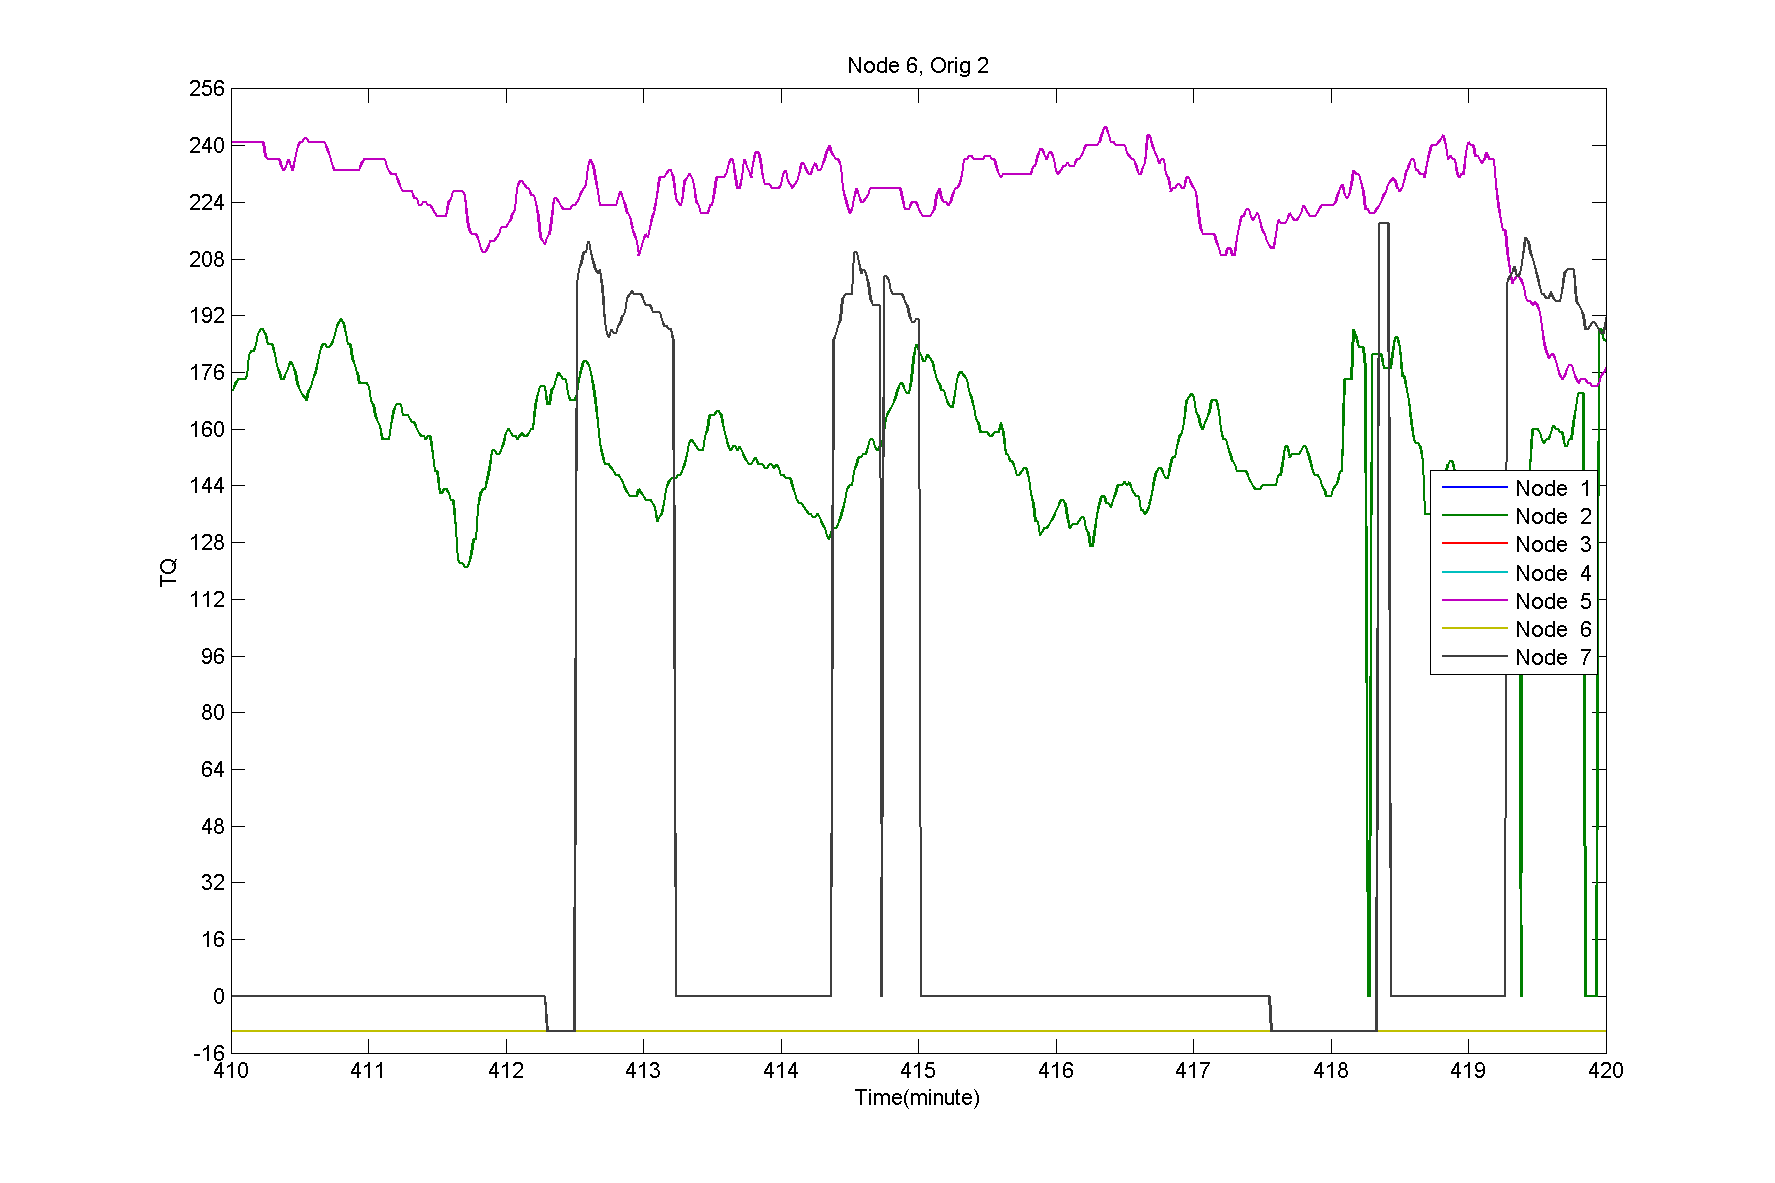 Node 6, Orig 2
256
240
224
208
192
176
160
144
128
112
96
80
64
48
32
16
0
-16
TQ
Node 1
Node 2
Node 3
Node 4
Node 5
Node 6
Node 7
410 411 412 413 414 415 416 417 418 419 420
Time(minute)